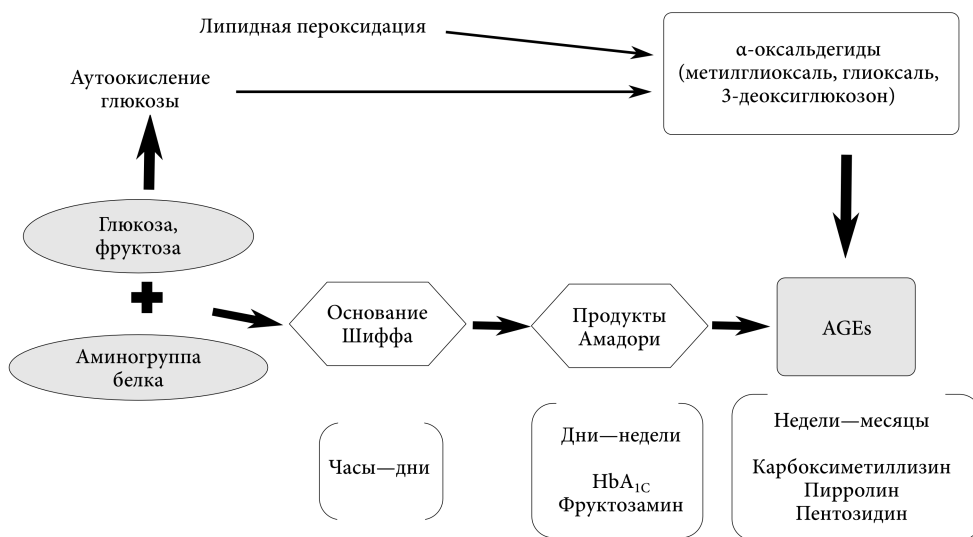 Липидная пероксидация
α-оксальдегиды
(метилглиоксаль, глиоксаль,
3-деоксиглюкозон)
Аутоокисление
глюкозы
Глюкоза,
фруктоза
Аминогруппа
белка
Основание
Шиффа
Продукты
Амадори
AGEs
Часы—дни
Дни—недели
HbA1C
Фруктозамин
Недели—месяцы
Карбоксиметиллизин
Пирролин
Пентозидин